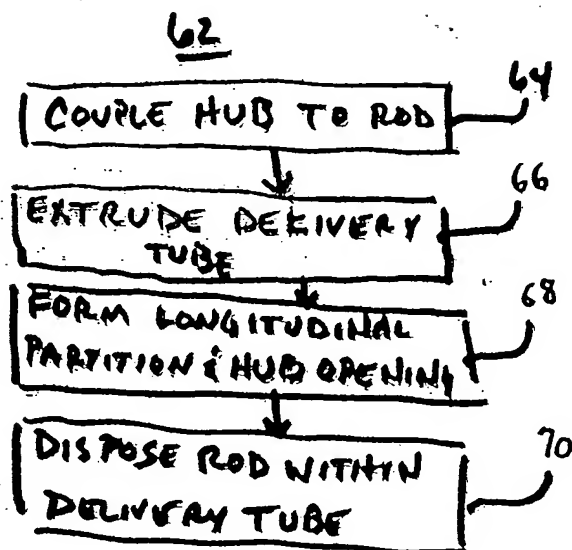 62
COUPLE HUB TO ROD
64
EXTRUDE DELIVERY
TUBE
66
FORM LONGITUDINAL
PARTITION & HUB OPENING
68
DISPOSE ROD WITHIN
DELIVERY TUBE
70